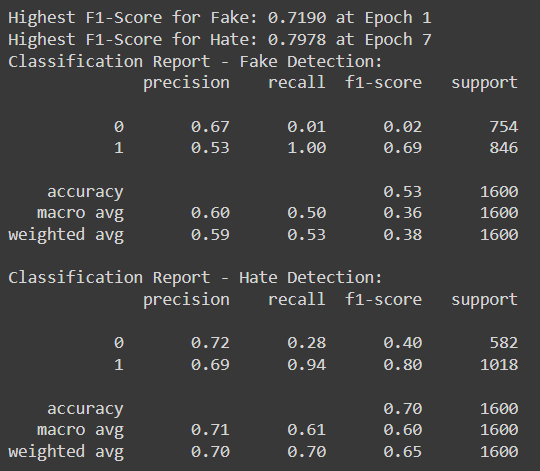 Highest F1-Score for Fake: 0.7190 at Epoch 1
Highest F1-Score for Hate: 0.7978 at Epoch 7
Classification Report - Fake Detection:
precision recall f1-score support
0 0.67 0.01 0.02 754
1 0.53 1.00 0.69 846
accuracy 0.53 1600
macro avg 0.60 0.50 0.36 1600
weighted avg 0.59 0.53 0.38 1600
Classification Report - Hate Detection:
precision recall f1-score support
0 0.72 0.28 0.40 582
1 0.69 0.94 0.80 1018
accuracy 0.70 1600
macro avg 0.71 0.61 0.60 1600
weighted avg 0.70 0.70 0.65 1600